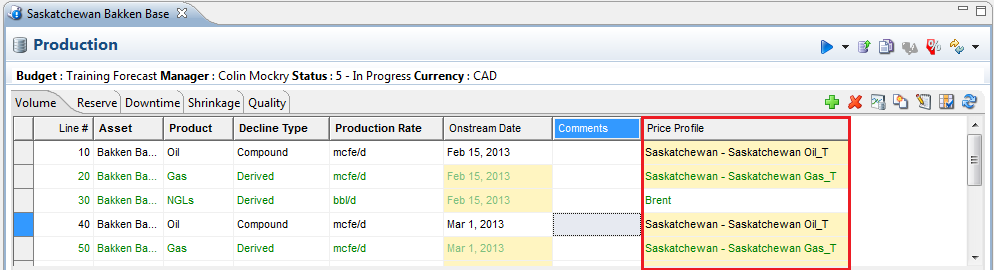 Saskatchewan Bakken Base
Production
Budget : Training Forecast Manager : Colin Mockry Status : 5 - In Progress Currency : CAD
Volume Reserve Downtime Shrinkage Quality
Line # Asset Product Decline Type Production Rate Onstream Date Comments Price Profile
10 Bakken Ba... Oil Compound mcfe/d Feb 15, 2013 Saskatchewan - Saskatchewan Oil_T
20 Bakken Ba... Gas Derived mcfe/d Feb 15, 2013 Saskatchewan - Saskatchewan Gas_T
30 Bakken Ba... NGLs Derived bbl/d Feb 15, 2013 Brent
40 Bakken Ba... Oil Compound mcfe/d Mar 1, 2013 Saskatchewan - Saskatchewan Oil_T
50 Bakken Ba... Gas Derived mcfe/d Mar 1, 2013 Saskatchewan - Saskatchewan Gas_T